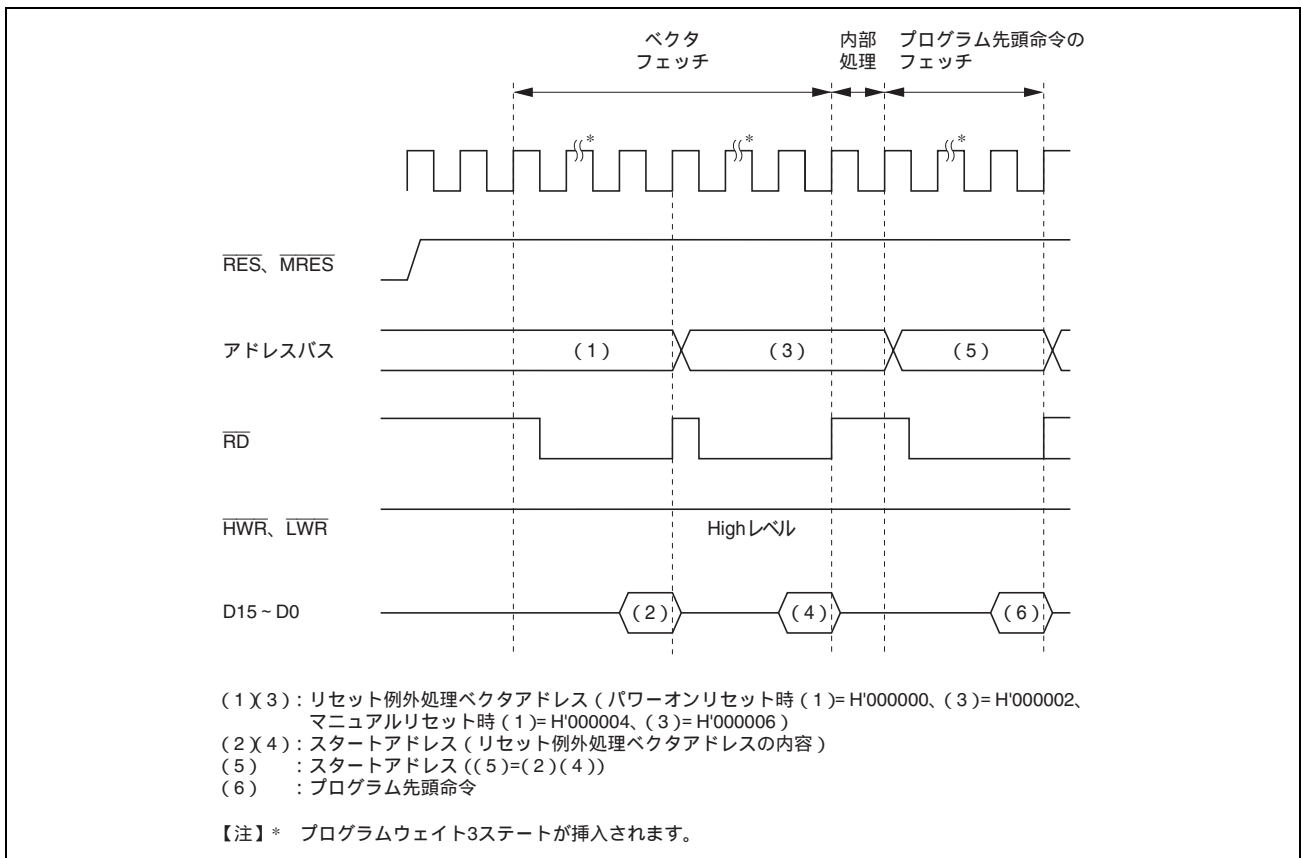 ベクタ
フェッチ
内部
処理
プログラム先頭命令の
フェッチ
*
*
*
RES、MRES
アドレスバス
(1)
(3)
(5)
RD
HWR、LWR
Highレベル
D15~D0
(2)
(4)
(6)
(1)(3):リセット例外処理ベクタアドレス(パワーオンリセット時(1)=H'000000、(3)=H'000002、
マニュアルリセット時(1)=H'000004、(3)=H'000006)
(2)(4):スタートアドレス(リセット例外処理ベクタアドレスの内容)
(5) :スタートアドレス((5)=(2)(4))
(6) :プログラム先頭命令
【注】* プログラムウェイト3ステートが挿入されます。